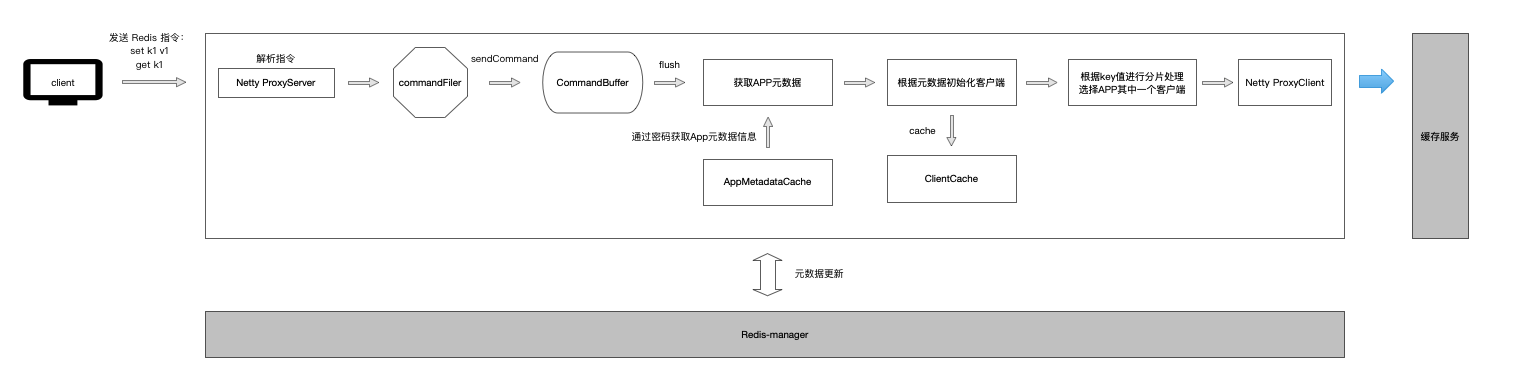 发送 Redis 指令：
set k1 v1
get k1
client
解析指令
Netty ProxyServer
commandFiler
sendCommand
CommandBuffer
flush
获取APP元数据
根据元数据初始化客户端
根据key值进行分片处理
选择APP其中一个客户端
Netty ProxyClient
通过密码获取App元数据信息
AppMetadataCache
cache
ClientCache
缓存服务
元数据更新
Redis-manager